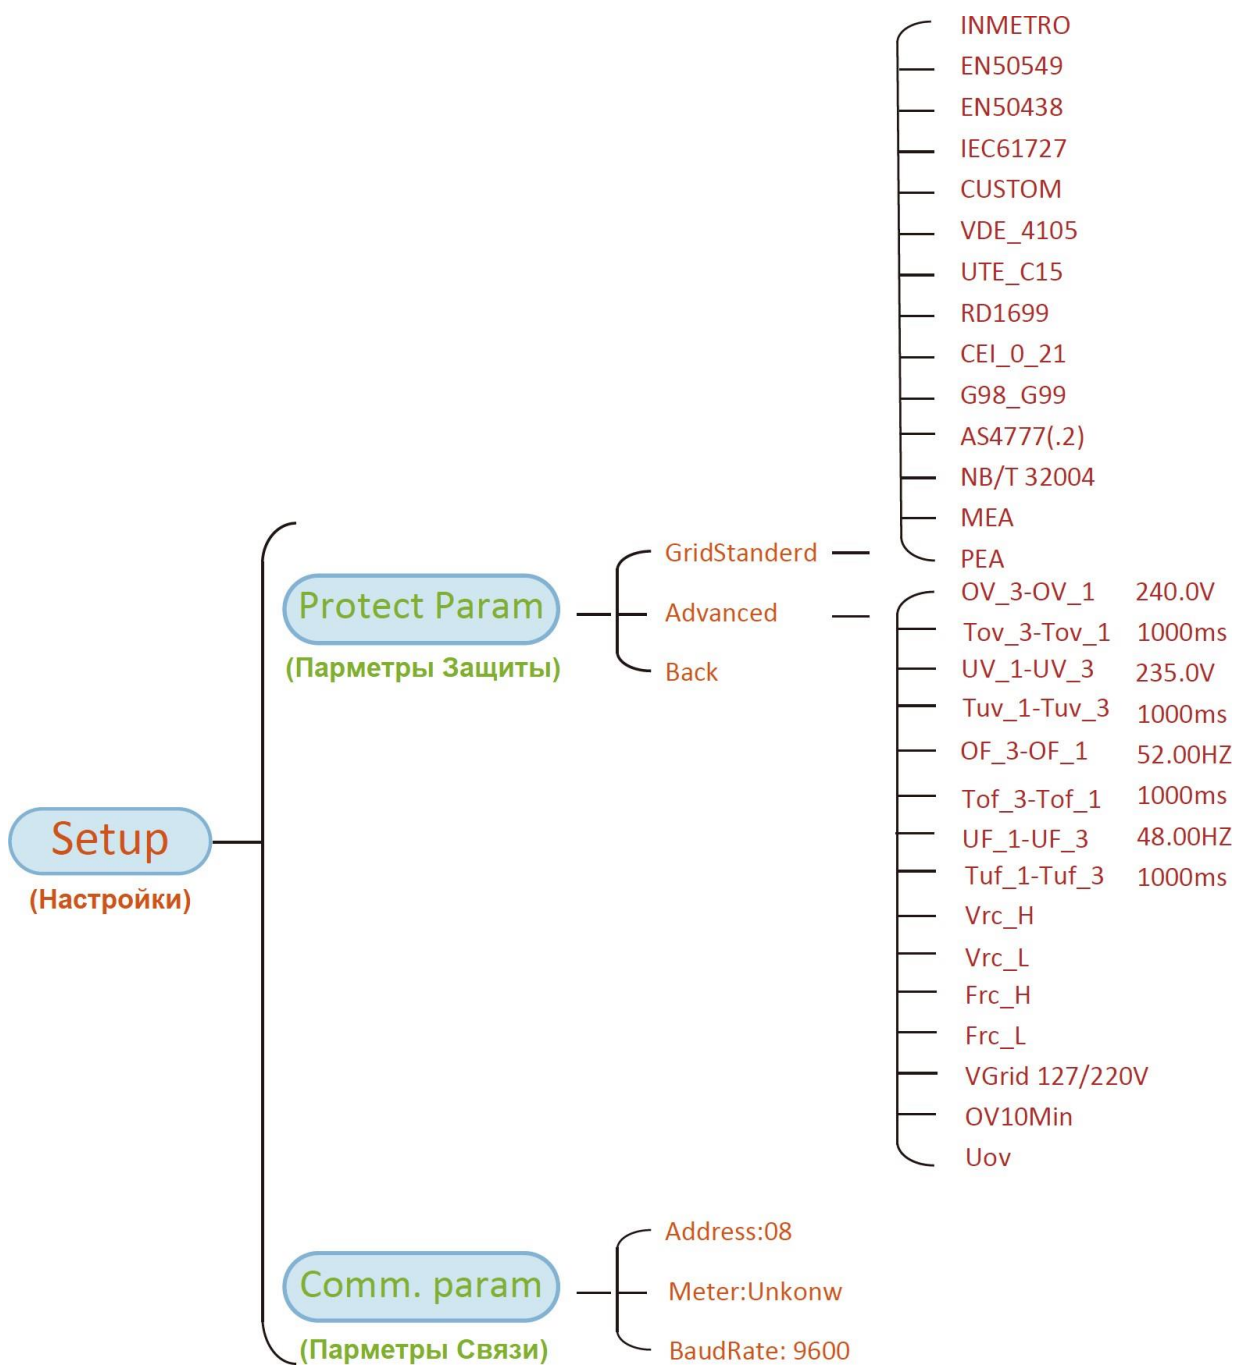 INMETRO
EN50549
EN50438
IEC61727
CUSTOM
VDE_4105
UTE_C15
RD1699
CEI_0_21
G98_G99
AS4777(.2)
NB/T 32004
MEA
PEA
GridStanderd
Protect Param
(Парметры Защиты)
Advanced
Back
OV_3-OV_1 240.0V
Tov_3-Tov_1 1000ms
UV_1-UV_3 235.0V
Tuv_1-Tuv_3 1000ms
OF_3-OF_1 52.00HZ
Tof_3-Tof_1 1000ms
UF_1-UF_3 48.00HZ
Tuf_1-Tuf_3 1000ms
Vrc_H
Vrc_L
Frc_H
Frc_L
VGrid 127/220V
OV10Min
Uov
Setup
(Настройки)
Comm. param
(Парметры Связи)
Address:08
Meter:Unkonw
BaudRate: 9600